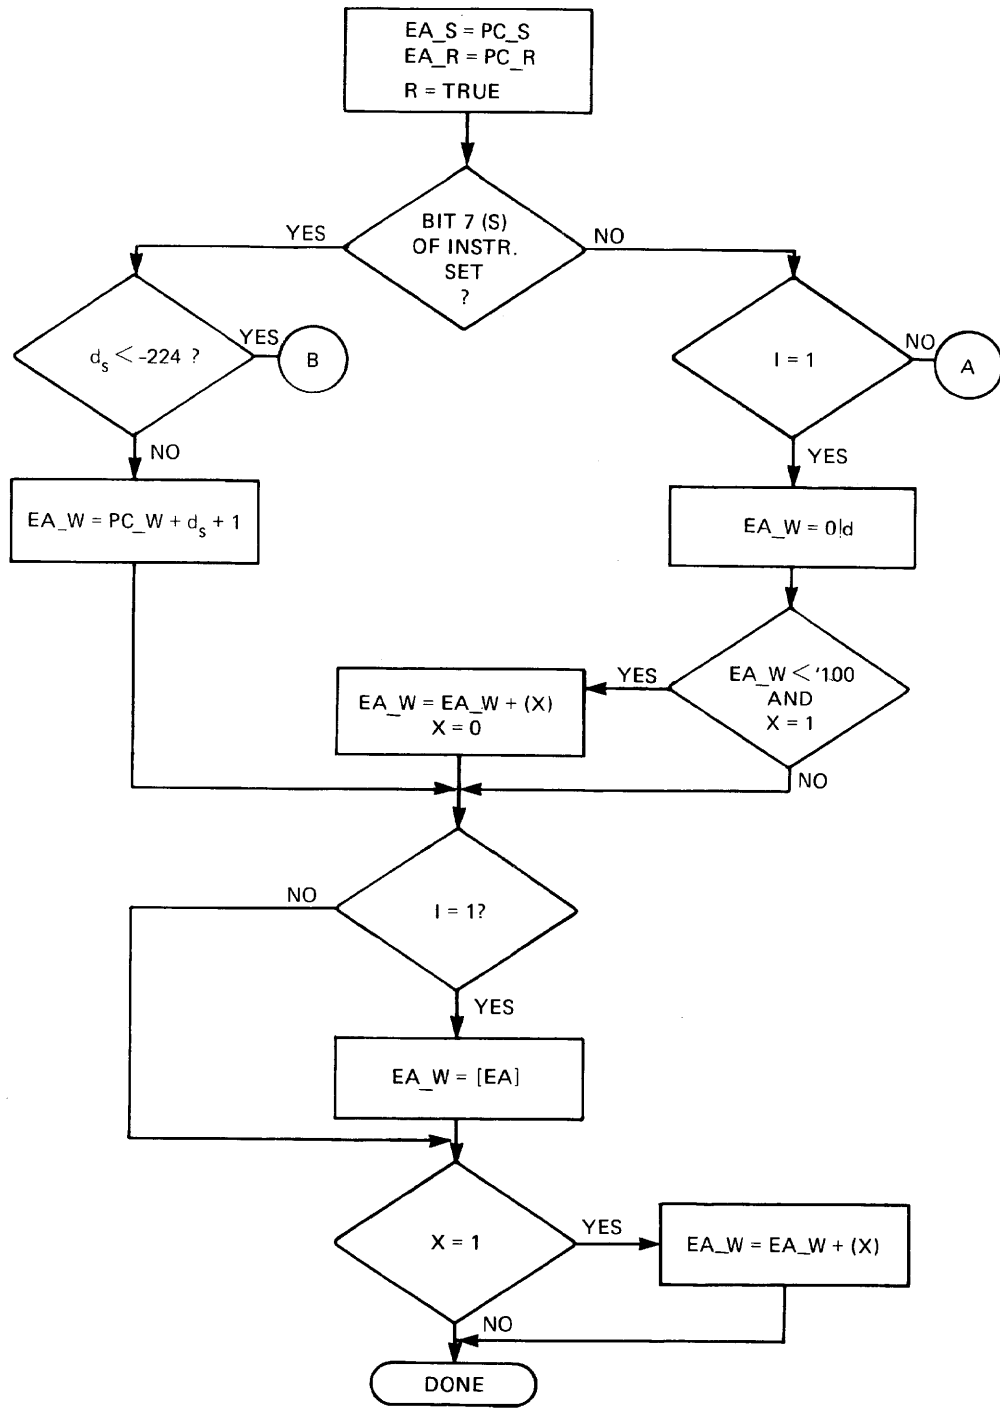 EA_S = PC_S
EA_R = PC_R
R = TRUE
BIT 7 (S)
OF INSTR.
SET
?
YES
NO
dₛ < -224 ?
YES
B
I = 1
NO
A
NO
YES
EA_W = PC_W + dₛ + 1
EA_W = 0|d
EA_W < '100
AND
X = 1
YES
NO
EA_W = EA_W + (X)
X = 0
I = 1?
NO
YES
EA_W = [EA]
X = 1
YES
EA_W = EA_W + (X)
NO
DONE